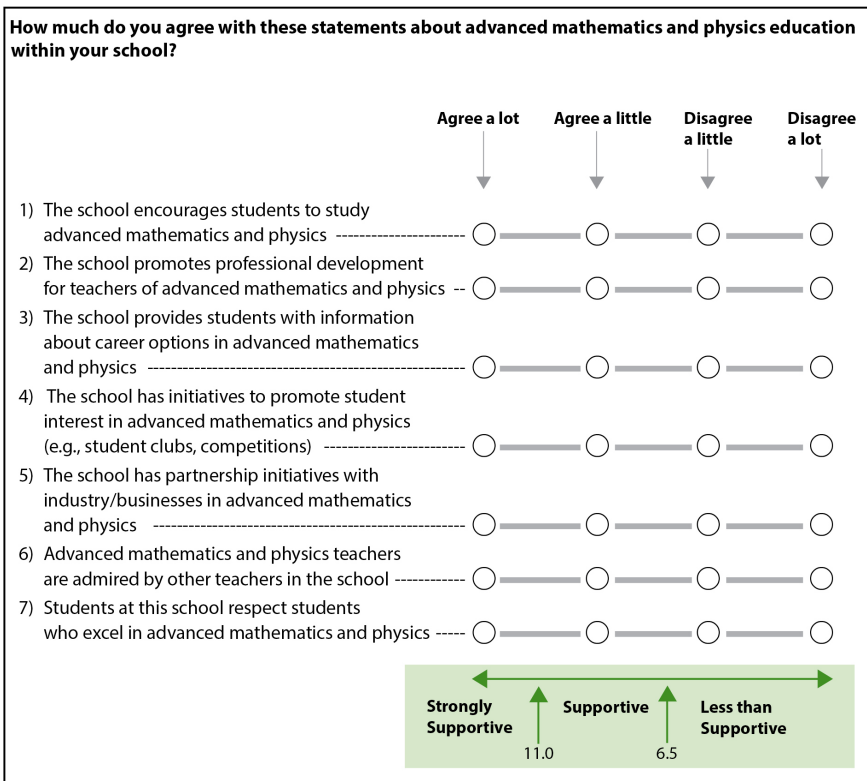 How much do you agree with these statements about advanced mathematics and physics education
within your school?
Agree a lot
Agree a little
Disagree
a little
Disagree
a lot
1) The school encourages students to study
advanced mathematics and physics
2) The school promotes professional development
for teachers of advanced mathematics and physics
3) The school provides students with information
about career options in advanced mathematics
and physics
4) The school has initiatives to promote student
interest in advanced mathematics and physics
(e.g., student clubs, competitions)
5) The school has partnership initiatives with
industry/businesses in advanced mathematics
and physics
6) Advanced mathematics and physics teachers
are admired by other teachers in the school
7) Students at this school respect students
who excel in advanced mathematics and physics
Strongly
Supportive
Supportive
Less than
Supportive
11.0
6.5